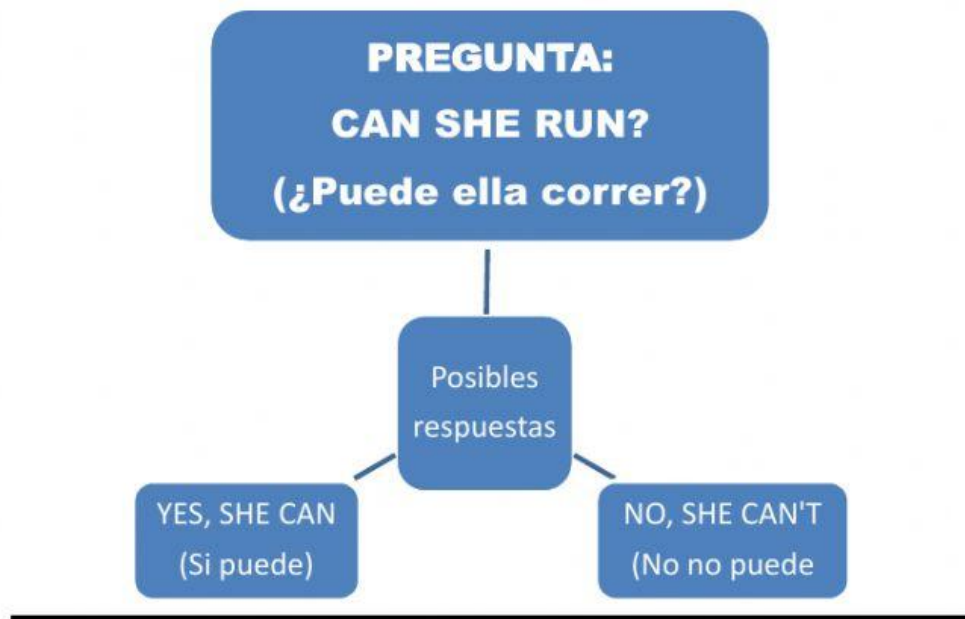 PREGUNTA:
CAN SHE RUN?
(¿Puede ella correr?)
Posibles
respuestas
YES, SHE CAN
(Si puede)
NO, SHE CAN'T
(No no puede